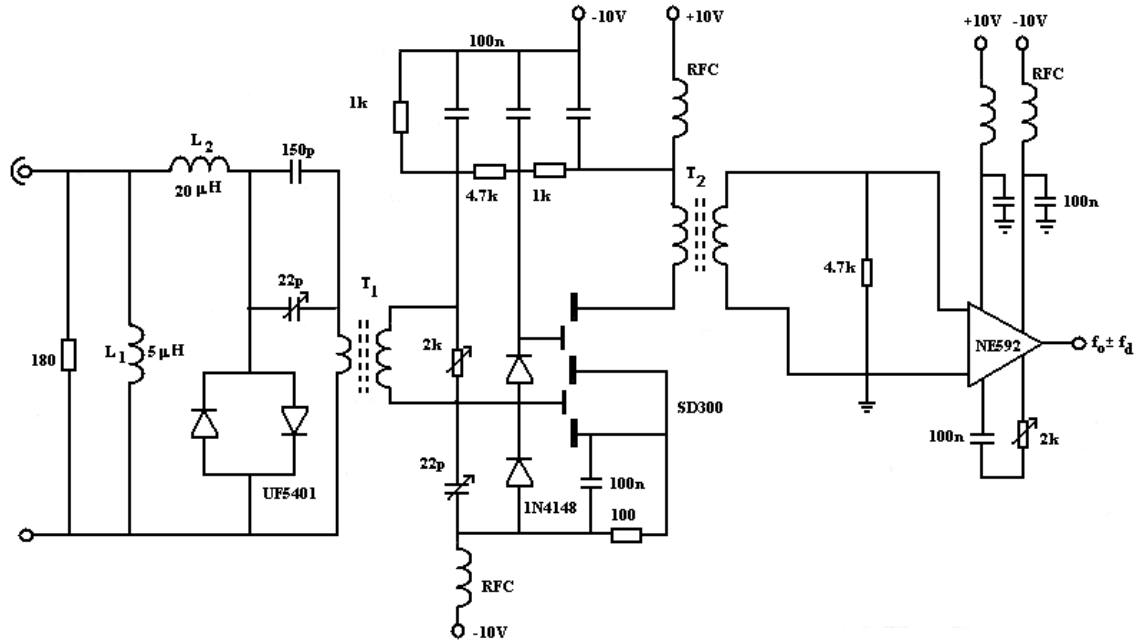 -10V
+10V
+10V
-10V
100n
RFC
RFC
1k
L2
150p
20 μH
4.7k
1k
T2
100n
22p
T1
4.7k
2k
180
L1
5 μH
NE592
fo ± fd
SD300
22p
100n
2k
UF5401
1N4148
100n
100
RFC
-10V